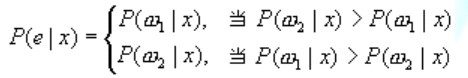 P(e | x) = { P(ω₁ | x), 当 P(ω₂ | x) > P(ω₁ | x)
P(ω₂ | x), 当 P(ω₁ | x) > P(ω₂ | x)